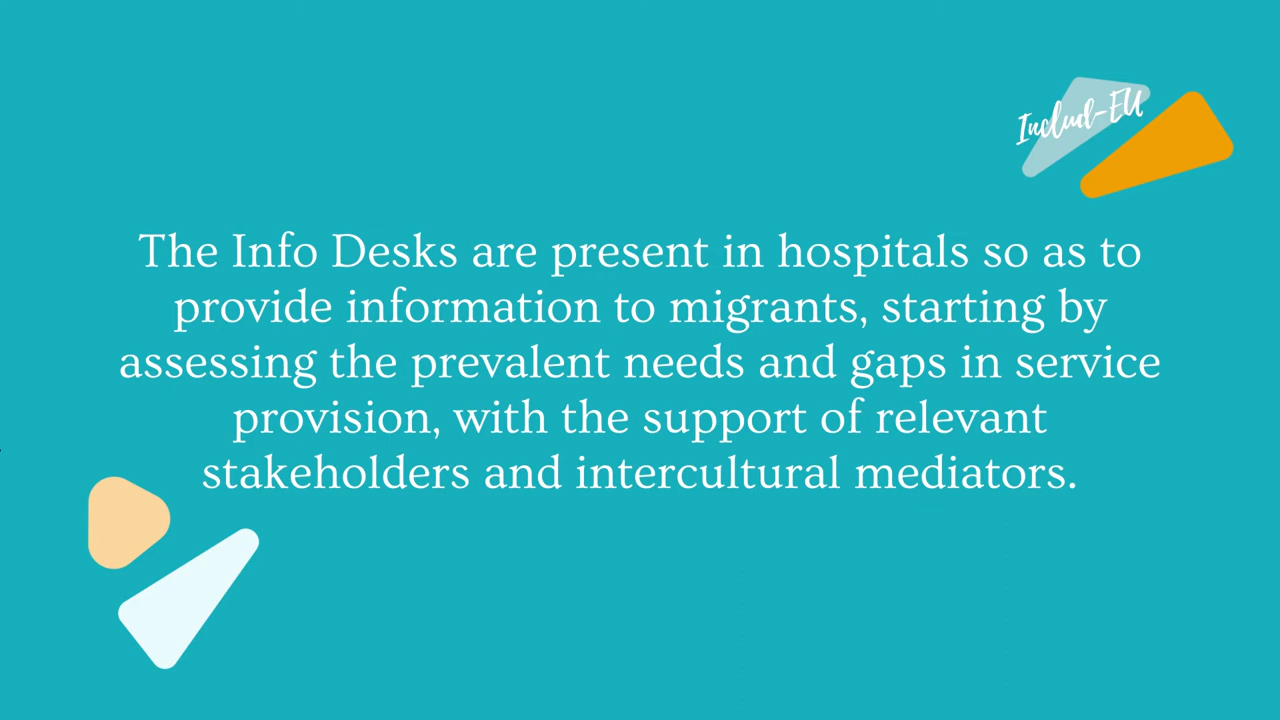 Includ-EU
The Info Desks are present in hospitals so as to
provide information to migrants, starting by
assessing the prevalent needs and gaps in service
provision, with the support of relevant
stakeholders and intercultural mediators.